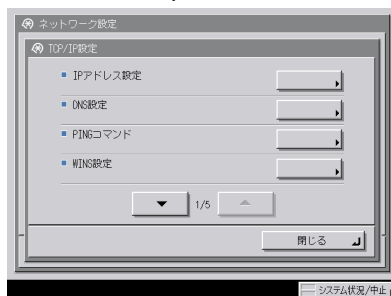 ネットワーク設定
TCP/IP設定
IPアドレス設定
DNS設定
PINGコマンド
WINS設定
1/5
閉じる
システム状況/中止